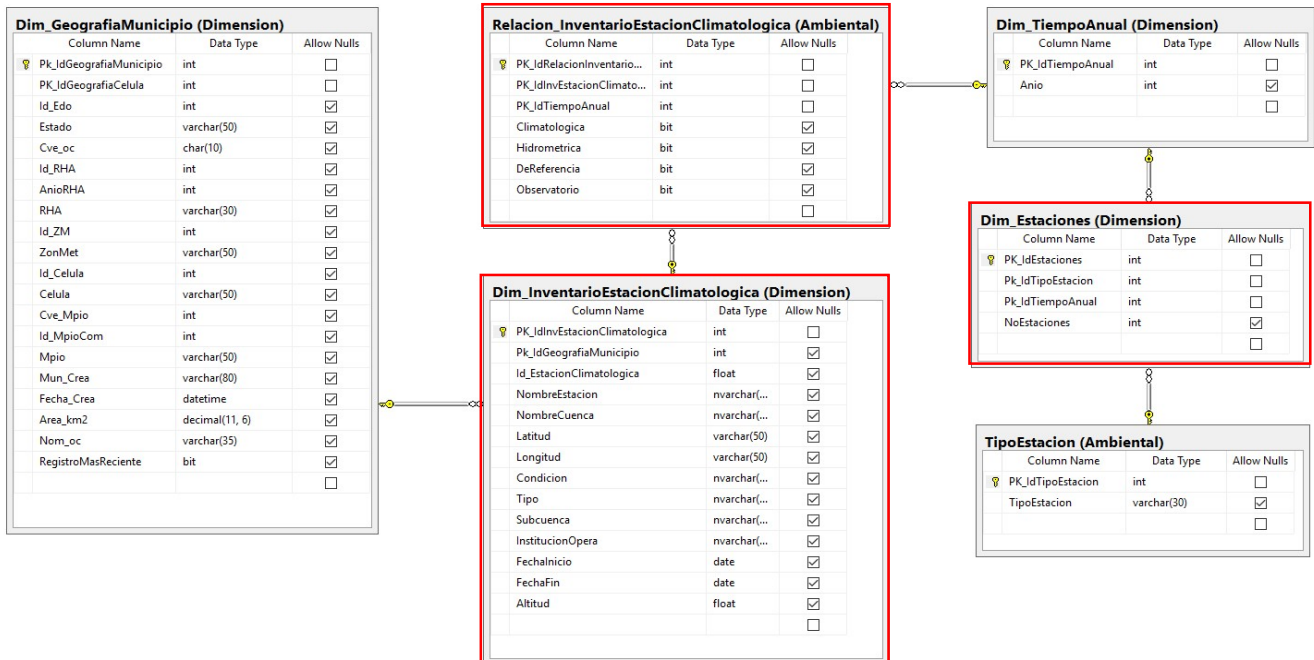 Dim_GeografiaMunicipio (Dimension)
Column Name Data Type Allow Nulls
Pk_IdGeografiaMunicipio int
PK_IdGeografiaCelula int
Id_Edo int
Estado varchar(50)
Cve_oc char(10)
Id_RHA int
AnioRHA int
RHA varchar(30)
Id_ZM int
ZonMet varchar(50)
Id_Celula int
Celula varchar(50)
Cve_Mpio int
Id_MpioCom int
Mpio varchar(50)
Mun_Crea varchar(80)
Fecha_Crea datetime
Area_km2 decimal(11, 6)
Nom_oc varchar(35)
RegistroMasReciente bit
Relacion_InventarioEstacionClimatologica (Ambiental)
Column Name Data Type Allow Nulls
PK_IdRelacionInventario... int
PK_IdInvEstacionClimato... int
PK_IdTiempoAnual int
Climatologica bit
Hidrometrica bit
DeReferencia bit
Observatorio bit
Dim_InventarioEstacionClimatologica (Dimension)
Column Name Data Type Allow Nulls
PK_IdInvEstacionClimatologica int
Pk_IdGeografiaMunicipio int
Id_EstacionClimatologica float
NombreEstacion nvarchar(...
NombreCuenca nvarchar(...
Latitud varchar(50)
Longitud varchar(50)
Condicion nvarchar(...
Tipo nvarchar(...
Subcuenca nvarchar(...
InstitucionOpera nvarchar(...
FechaInicio date
FechaFin date
Altitud float
Dim_TiempoAnual (Dimension)
Column Name Data Type Allow Nulls
PK_IdTiempoAnual int
Anio int
Dim_Estaciones (Dimension)
Column Name Data Type Allow Nulls
PK_IdEstaciones int
Pk_IdTipoEstacion int
Pk_IdTiempoAnual int
NoEstaciones int
TipoEstacion (Ambiental)
Column Name Data Type Allow Nulls
PK_IdTipoEstacion int
TipoEstacion varchar(30)